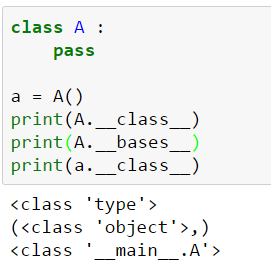 class A :
    pass

a = A()
print(A.__class__)
print(A.__bases__)
print(a.__class__)
<class 'type'>
(<class 'object'>,)
<class '__main__.A'>